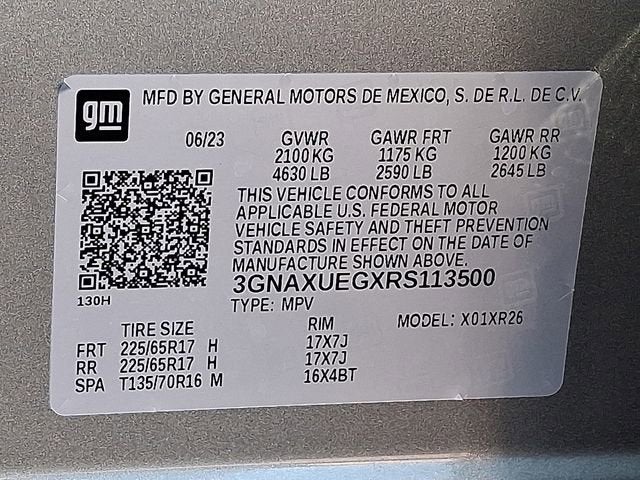 gm
MFD BY GENERAL MOTORS DE MEXICO, S. DE R.L. DE C.V.
06/23 GVWR GAWR FRT GAWR RR
2100 KG 1175 KG 1200 KG
4630 LB 2590 LB 2645 LB
THIS VEHICLE CONFORMS TO ALL
APPLICABLE U.S. FEDERAL MOTOR
VEHICLE SAFETY AND THEFT PREVENTION
STANDARDS IN EFFECT ON THE DATE OF
MANUFACTURE SHOWN ABOVE.
3GNAXUEGXRS113500
130H
TYPE: MPV
MODEL: X01XR26
TIRE SIZE RIM
FRT 225/65R17 H 17X7J
RR 225/65R17 H 17X7J
SPA T135/70R16 M 16X4BT